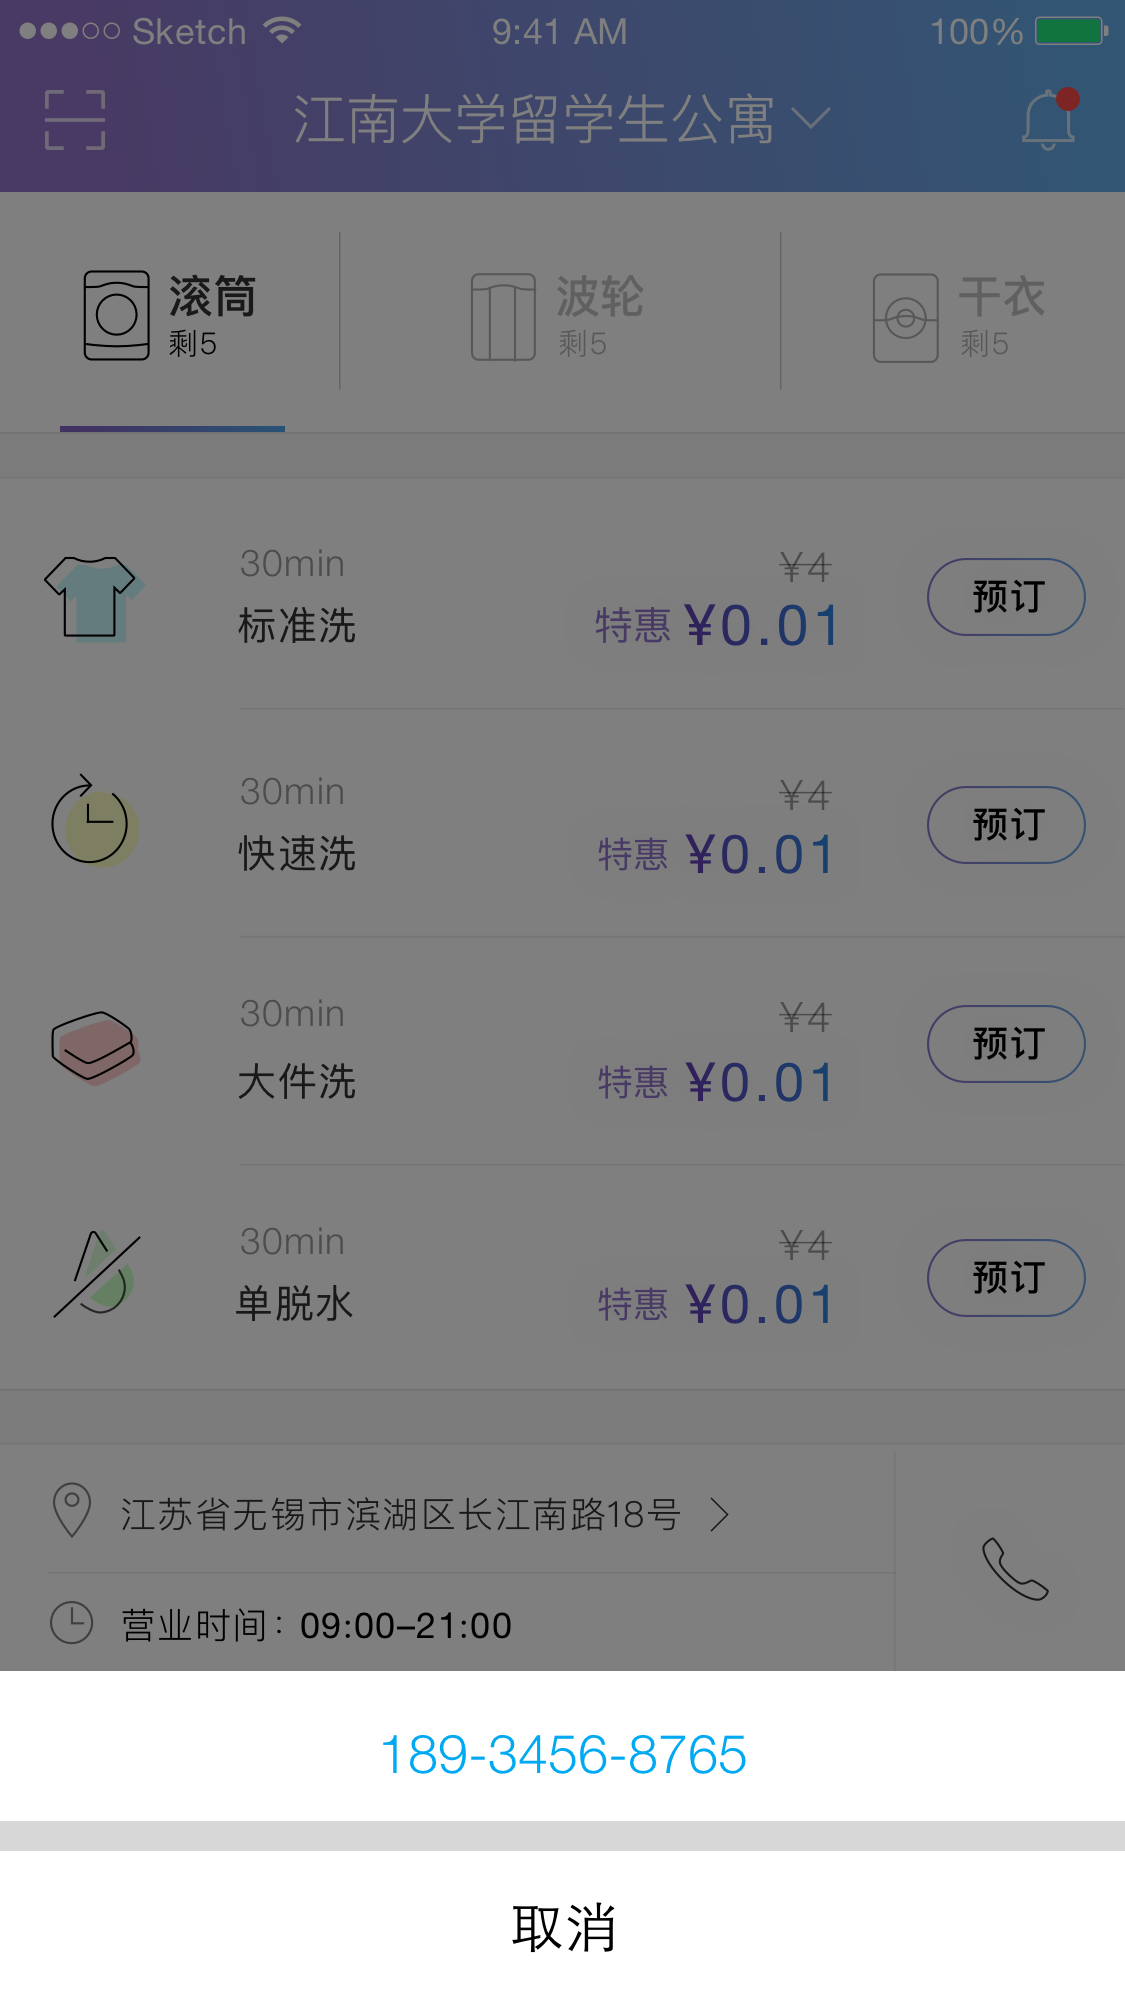 Sketch 9:41 AM 100%
江南大学留学生公寓
滚筒 波轮 干衣
剩5 剩5 剩5
30min ¥4
标准洗 特惠 ¥0.01 预订
30min ¥4
快速洗 特惠 ¥0.01 预订
30min ¥4
大件洗 特惠 ¥0.01 预订
30min ¥4
单脱水 特惠 ¥0.01 预订
江苏省无锡市滨湖区长江南路18号
营业时间：09:00–21:00
189-3456-8765
取消